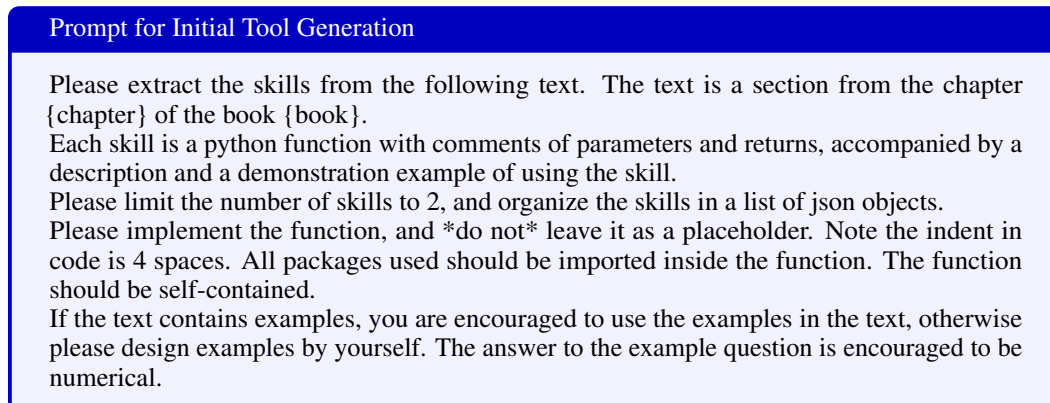 Prompt for Initial Tool Generation
Please extract the skills from the following text. The text is a section from the chapter
{chapter} of the book {book}.
Each skill is a python function with comments of parameters and returns, accompanied by a
description and a demonstration example of using the skill.
Please limit the number of skills to 2, and organize the skills in a list of json objects.
Please implement the function, and *do not* leave it as a placeholder. Note the indent in
code is 4 spaces. All packages used should be imported inside the function. The function
should be self-contained.
If the text contains examples, you are encouraged to use the examples in the text, otherwise
please design examples by yourself. The answer to the example question is encouraged to be
numerical.